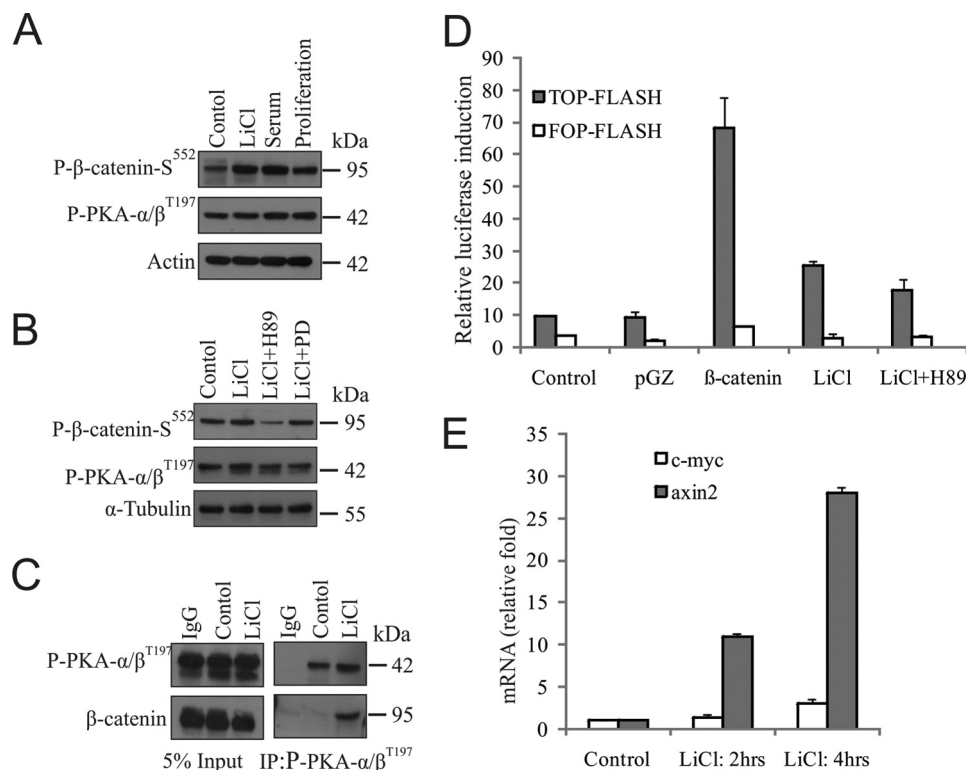 A
Contol
LiCl
Serum
Proliferation
kDa
P-β-catenin-S552
95
P-PKA-α/βT197
42
Actin
42
B
Contol
LiCl
LiCl+H89
LiCl+PD
kDa
P-β-catenin-S552
95
P-PKA-α/βT197
42
α-Tubulin
55
C
IgG
Contol
LiCl
IgG
Contol
LiCl
kDa
P-PKA-α/βT197
42
β-catenin
95
5% Input
IP:P-PKA-α/βT197
D
Relative luciferase induction
90
80
70
60
50
40
30
20
10
0
TOP-FLASH
FOP-FLASH
Control
pGZ
ß-catenin
LiCl
LiCl+H89
E
mRNA (relative fold)
35
30
25
20
15
10
5
0
c-myc
axin2
Control
LiCl: 2hrs
LiCl: 4hrs